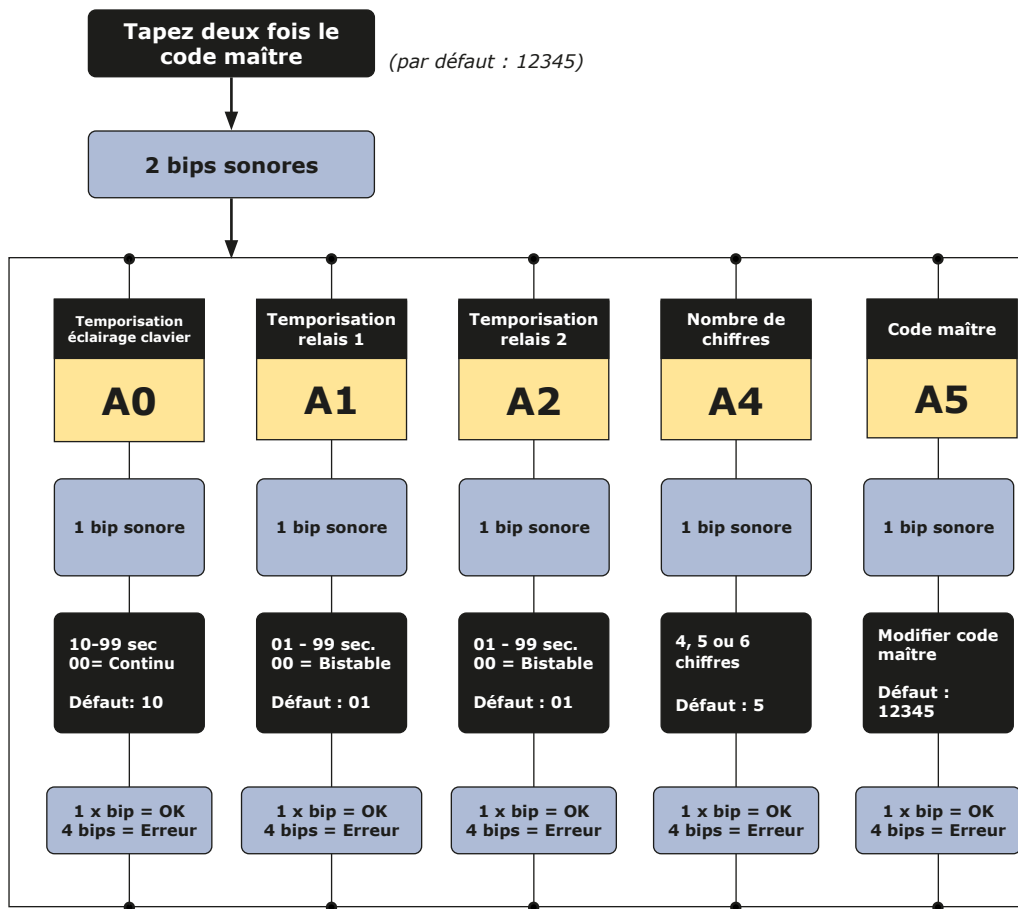 Tapez deux fois le
code maître
(par défaut : 12345)
2 bips sonores
Temporisation
éclairage clavier
A0
1 bip sonore
10-99 sec
00= Continu
Défaut: 10
1 x bip = OK
4 bips = Erreur
Temporisation
relais 1
A1
1 bip sonore
01 - 99 sec.
00 = Bistable
Défaut : 01
1 x bip = OK
4 bips = Erreur
Temporisation
relais 2
A2
1 bip sonore
01 - 99 sec.
00 = Bistable
Défaut : 01
1 x bip = OK
4 bips = Erreur
Nombre de
chiffres
A4
1 bip sonore
4, 5 ou 6
chiffres
Défaut : 5
1 x bip = OK
4 bips = Erreur
Code maître
A5
1 bip sonore
Modifier code
maître
Défaut :
12345
1 x bip = OK
4 bips = Erreur